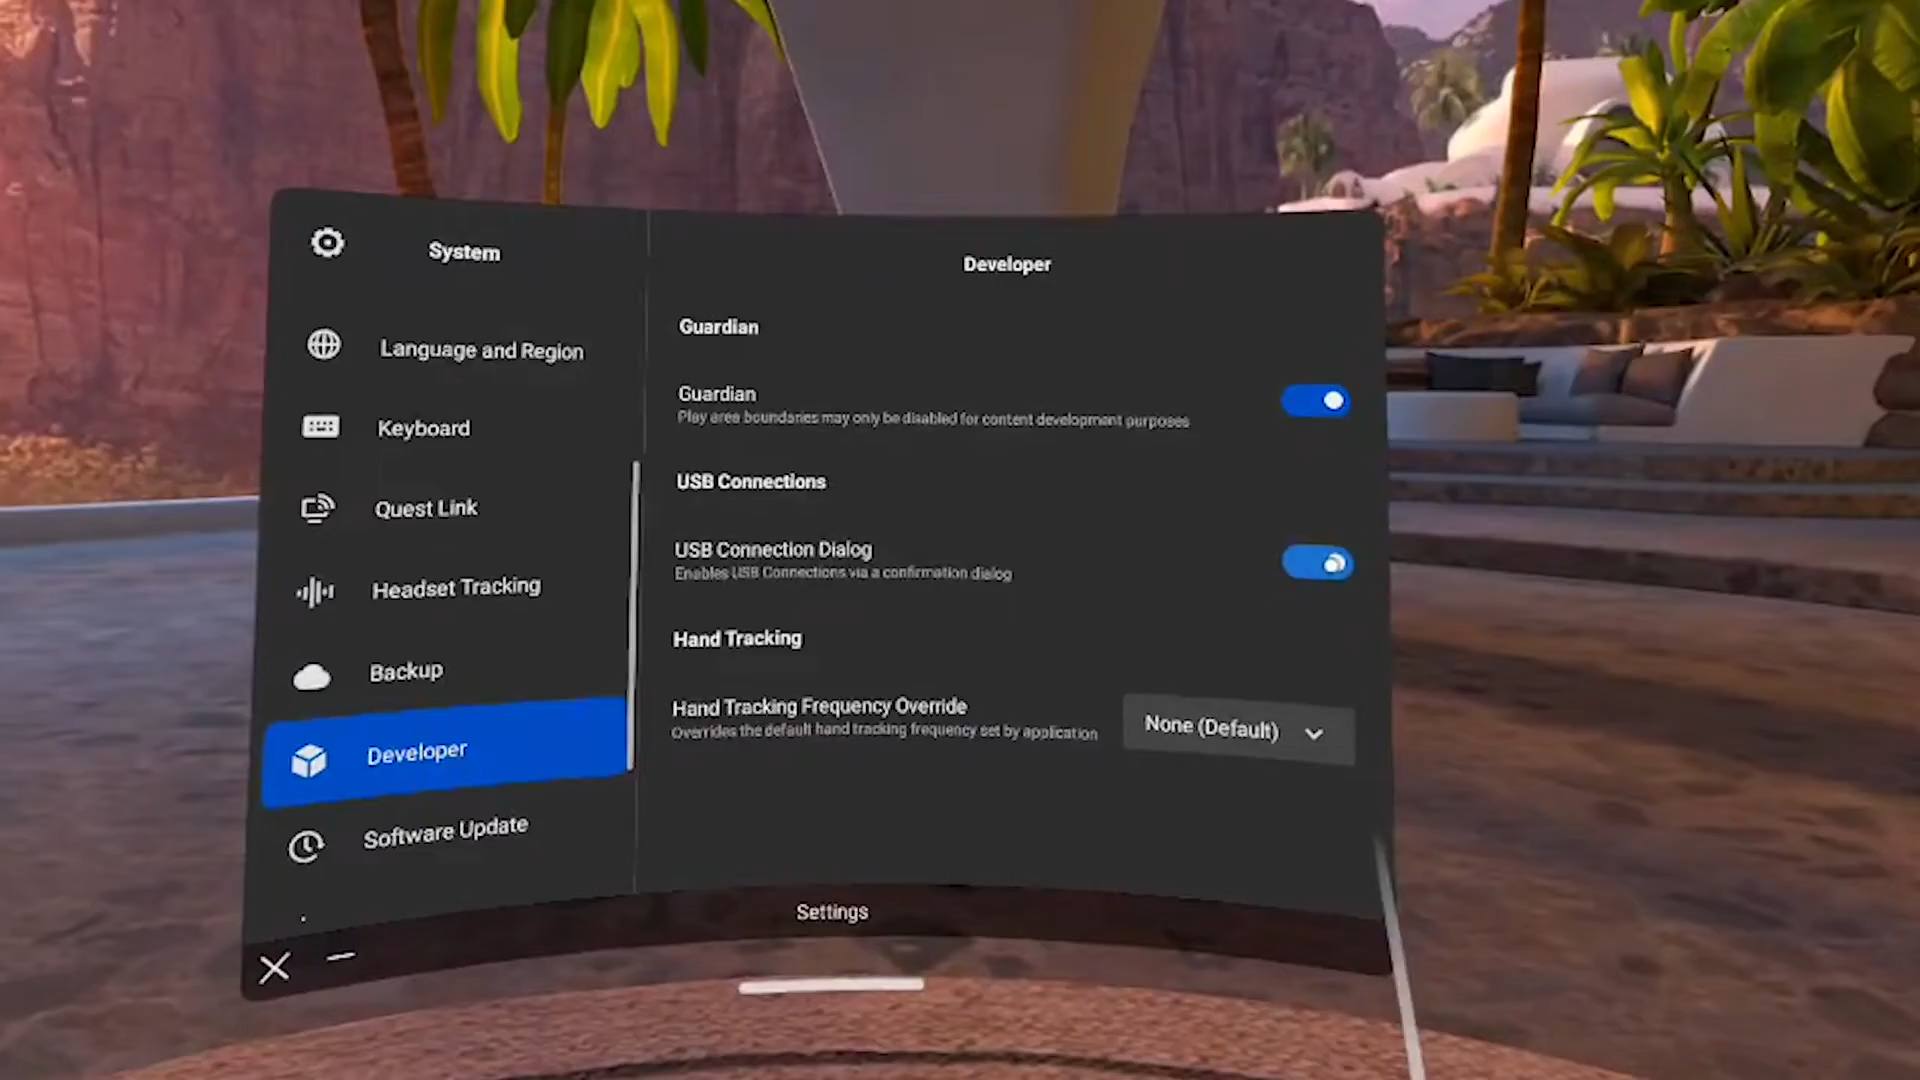 System
Language and Region
Keyboard
Quest Link
Headset Tracking
Backup
Developer
Software Update
Developer
Guardian
Guardian
Play area boundaries may only be disabled for content development purposes
USB Connections
USB Connection Dialog
Enables USB Connections via a confirmation dialog
Hand Tracking
Hand Tracking Frequency Override
Overrides the default hand tracking frequency set by application
None (Default)
Settings